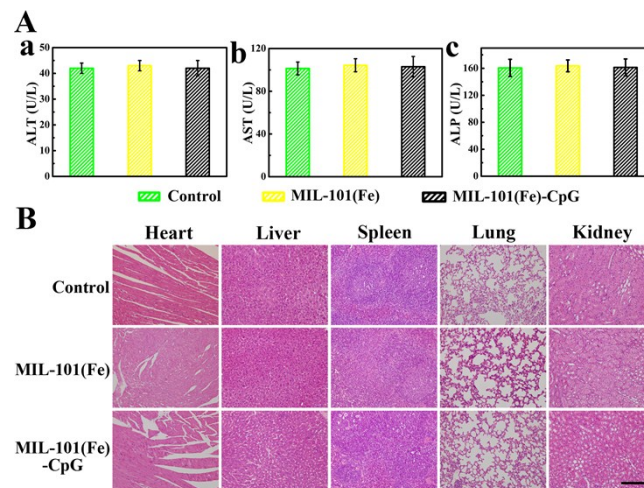 A
a
b
c
50
40
30
20
10
0
ALT (U/L)
120
80
40
0
AST (U/L)
160
120
80
40
0
ALP (U/L)
Control
MIL-101(Fe)
MIL-101(Fe)-CpG
B
Heart Liver Spleen Lung Kidney
Control
MIL-101(Fe)
MIL-101(Fe)
-CpG